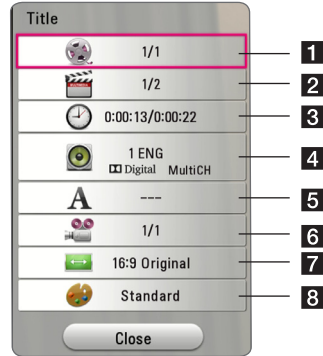 Title
1/1
1
1/2
2
0:00:13/0:00:22
3
1 ENG
Digital MultiCH
4
A
---
5
1/1
6
16:9 Original
7
Standard
8
Close